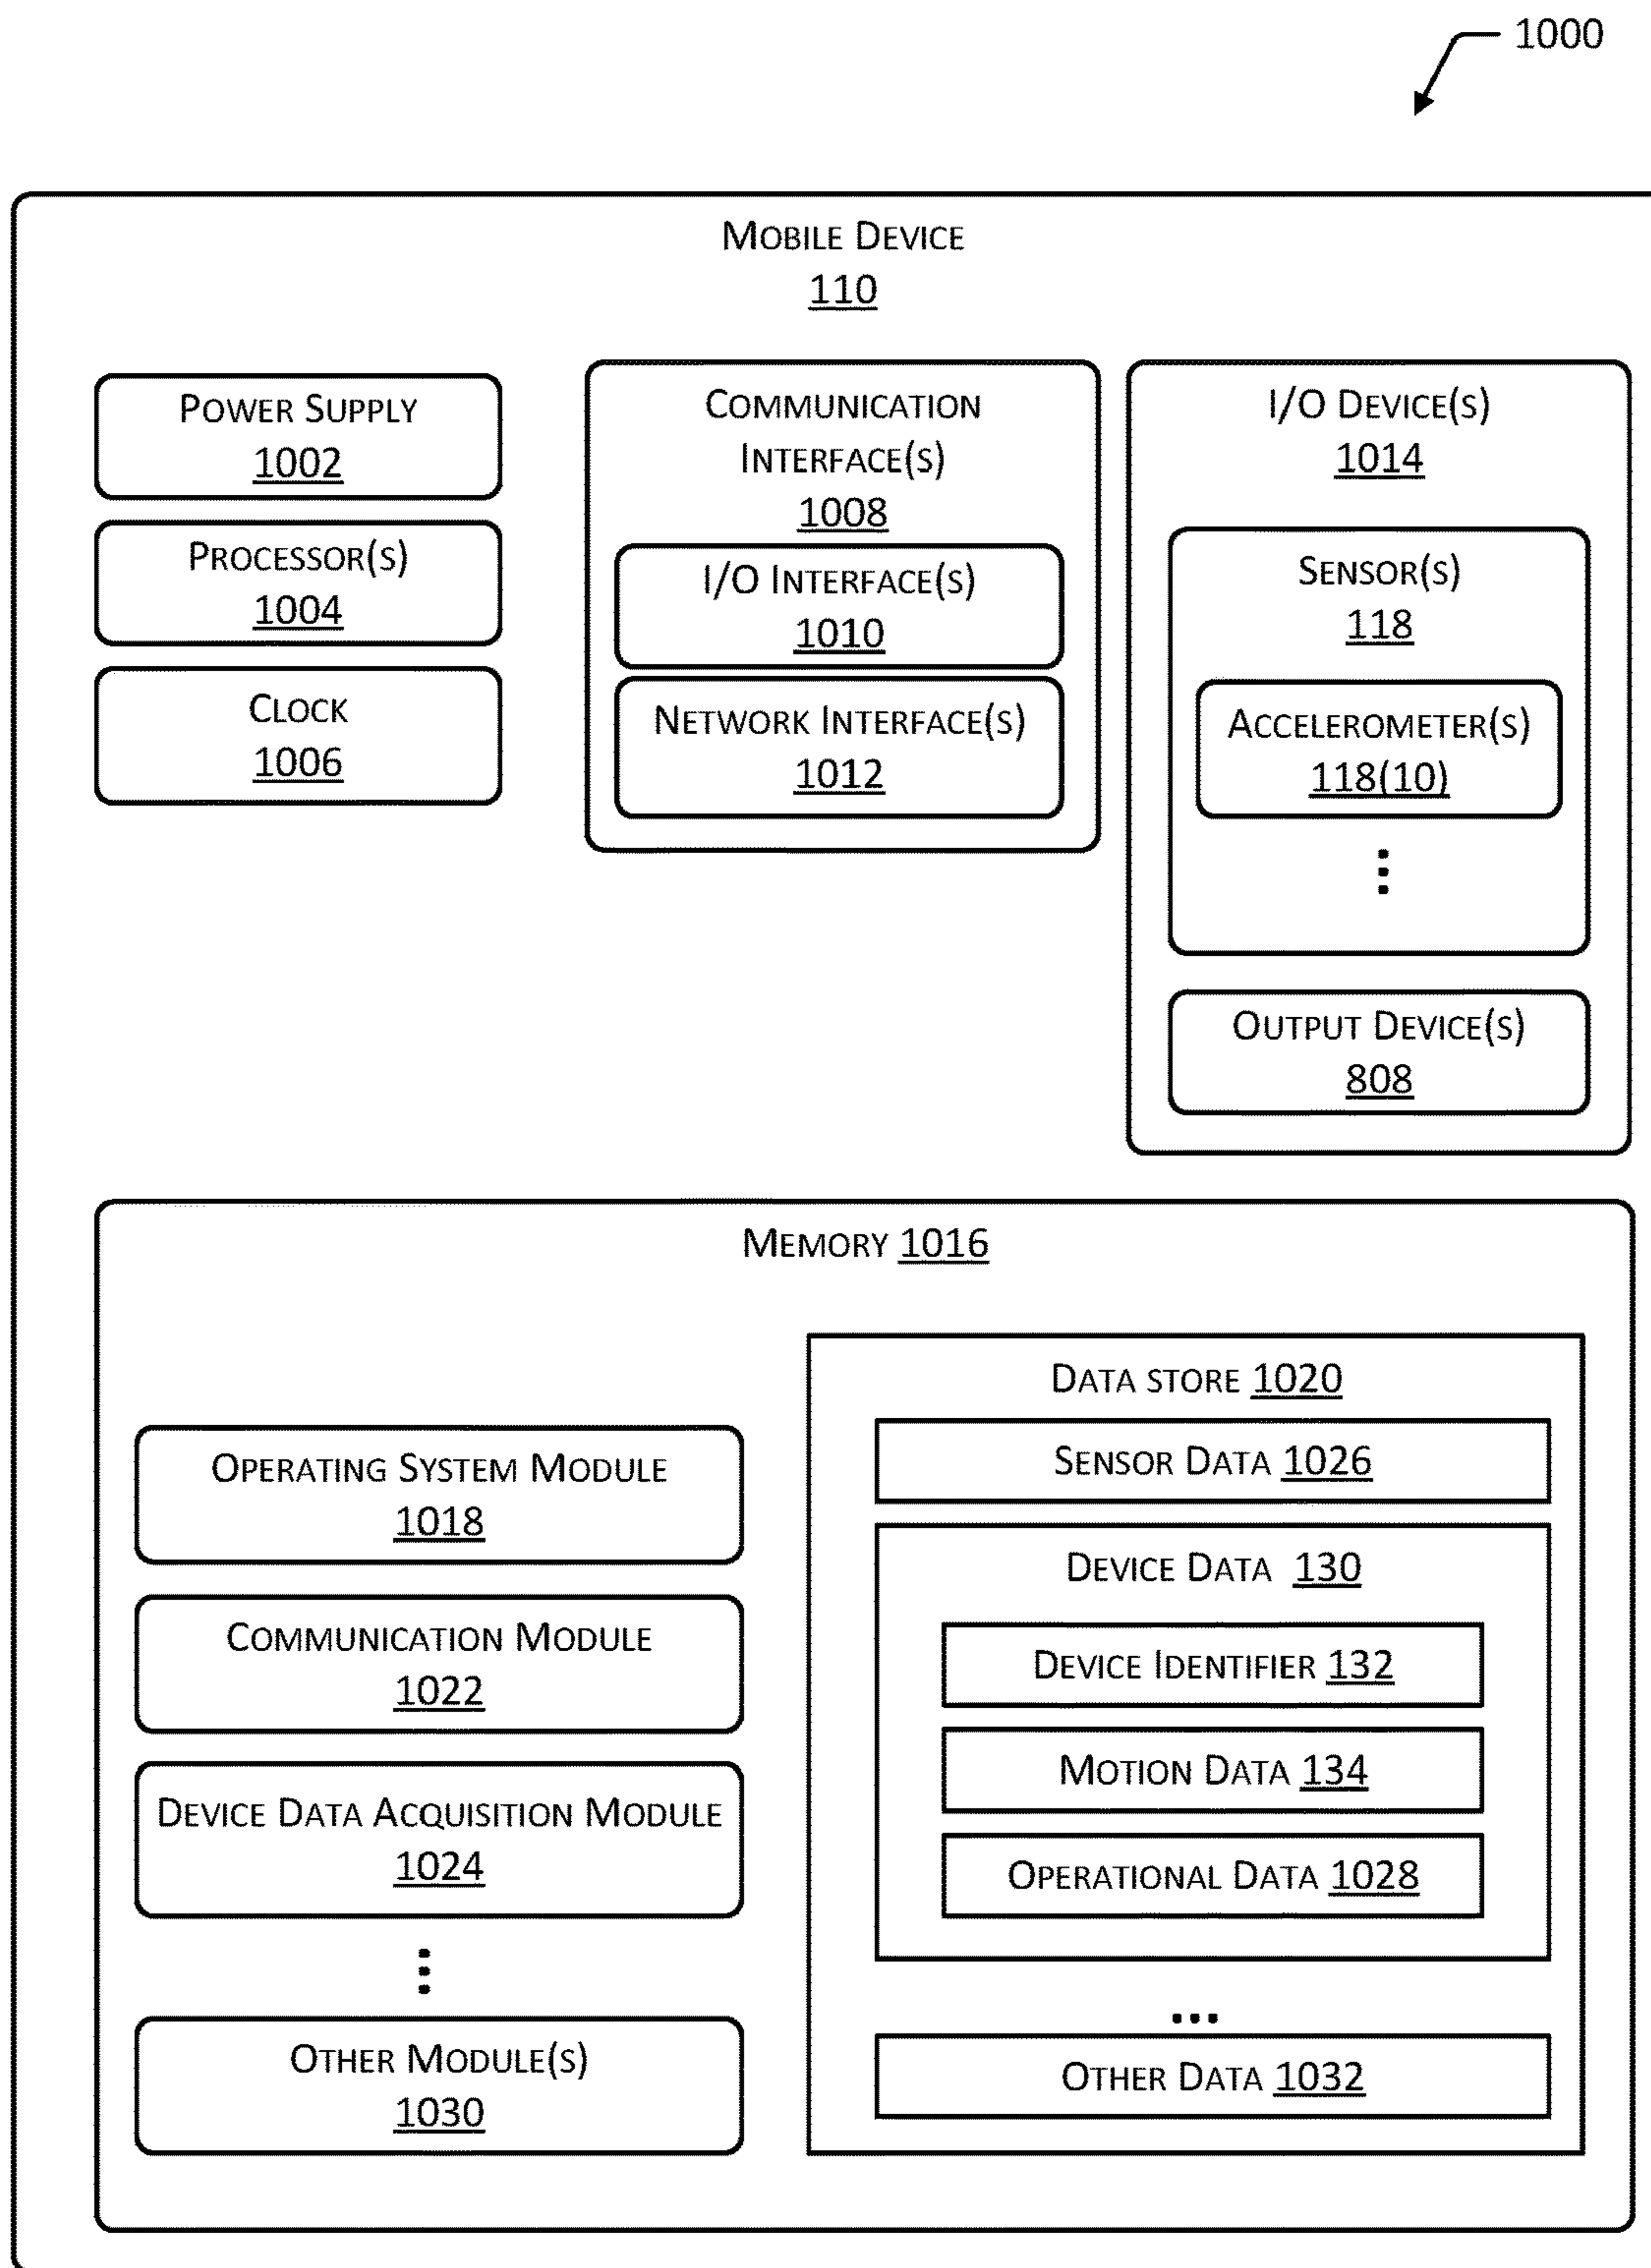 1000
Mobile Device
110
Power Supply
1002
Processor(s)
1004
Clock
1006
Communication
Interface(s)
1008
I/O Interface(s)
1010
Network Interface(s)
1012
I/O Device(s)
1014
Sensor(s)
118
Accelerometer(s)
118(10)
Output Device(s)
808
Memory 1016
Operating System Module
1018
Communication Module
1022
Device Data Acquisition Module
1024
Other Module(s)
1030
Data store 1020
Sensor Data 1026
Device Data 130
Device Identifier 132
Motion Data 134
Operational Data 1028
...
Other Data 1032